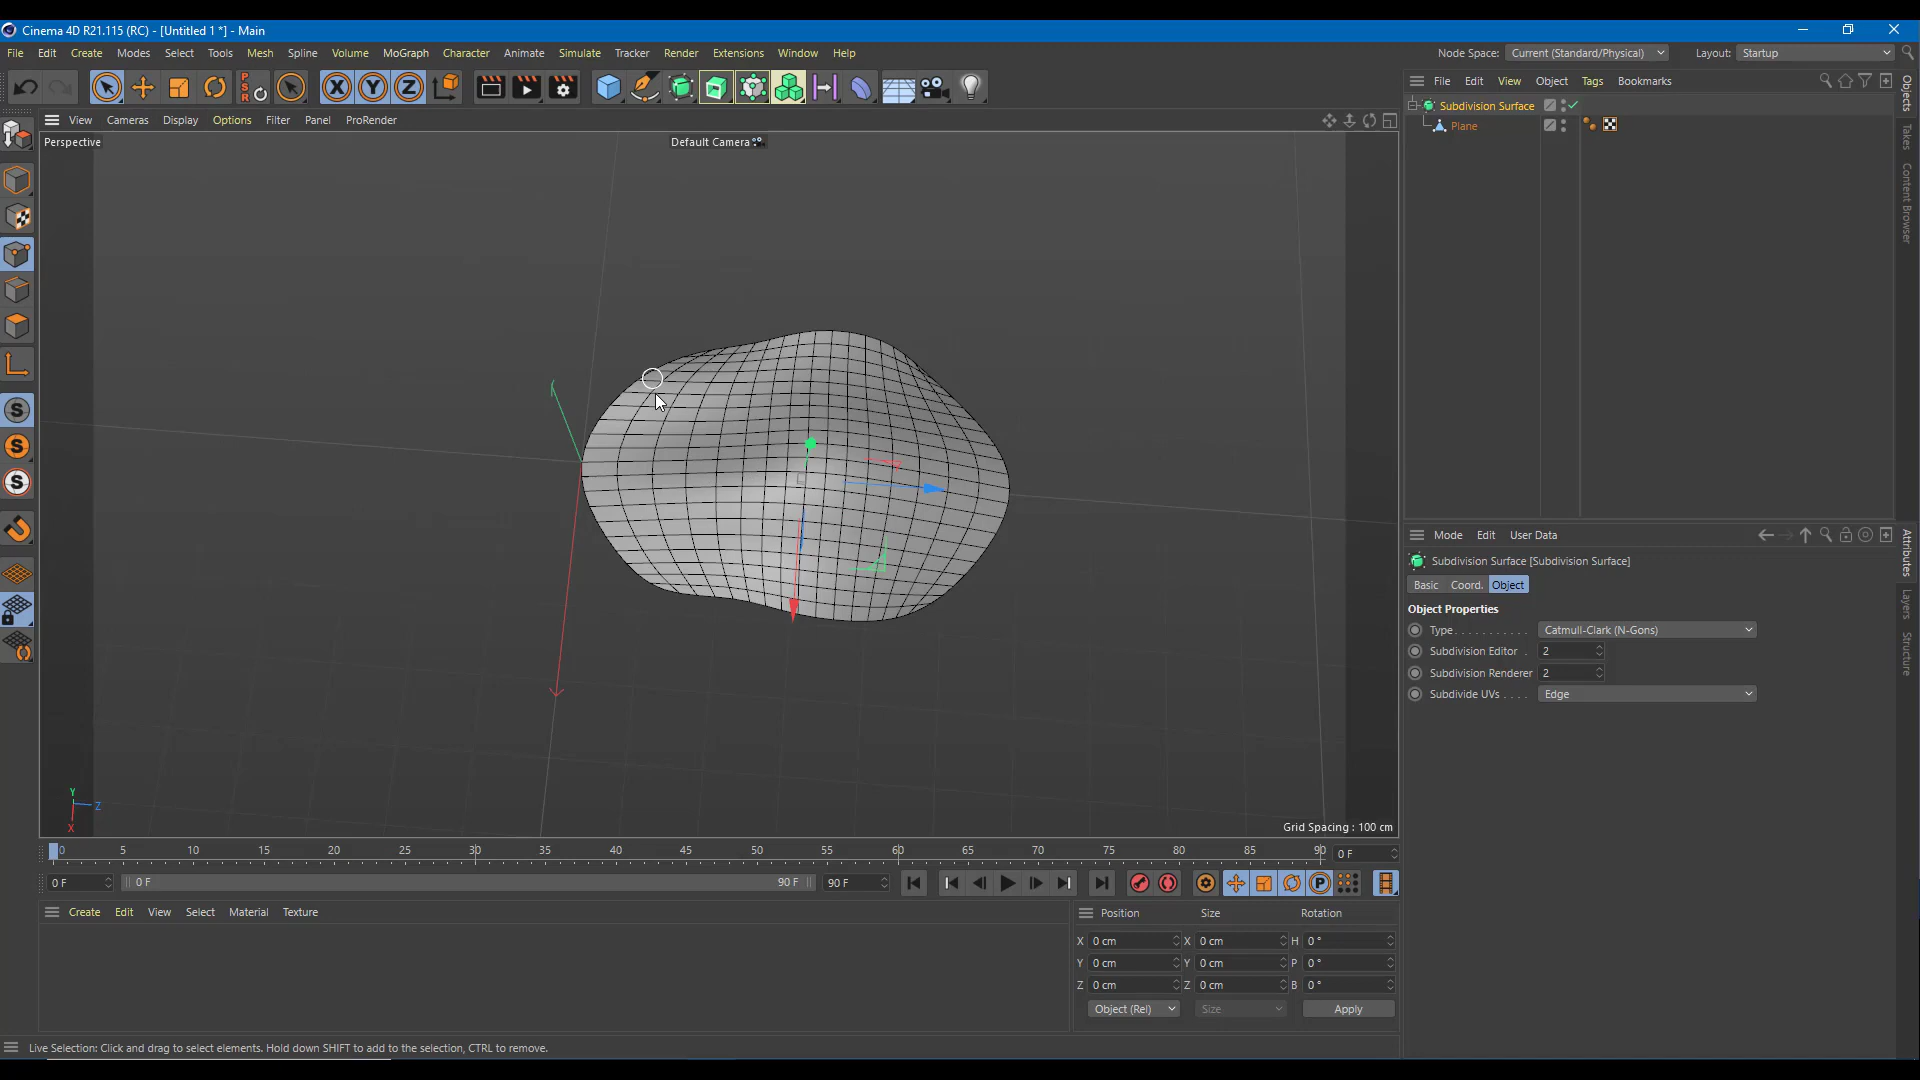 Cinema 4D R21.115 (RC) - [Untitled 1 *] - Main
File Edit Create Modes Select Tools Mesh Spline Volume MoGraph Character Animate Simulate Tracker Render Extensions Window Help
Node Space: Current (Standard/Physical) Layout: Startup
PSR X Y Z
File Edit View Object Tags Bookmarks
View Cameras Display Options Filter Panel ProRender
Perspective
Default Camera
Subdivision Surface
Plane
Objects
Takes
Content Browser
S
S
S
Mode Edit User Data
Subdivision Surface [Subdivision Surface]
Basic Coord. Object
Object Properties
Type . . . . . . . . . . . Catmull-Clark (N-Gons)
Subdivision Editor . 2
Subdivision Renderer 2
Subdivide UVs . . . . Edge
Attributes
Layers
Structure
Y
Z
X
Grid Spacing : 100 cm
0 5 10 15 20 25 30 35 40 45 50 55 60 65 70 75 80 85 90 0 F
0 F 0 F 90 F 90 F
P
Create Edit View Select Material Texture
Position Size Rotation
X 0 cm X 0 cm H 0 °
Y 0 cm Y 0 cm P 0 °
Z 0 cm Z 0 cm B 0 °
Object (Rel) Size Apply
Live Selection: Click and drag to select elements. Hold down SHIFT to add to the selection, CTRL to remove.